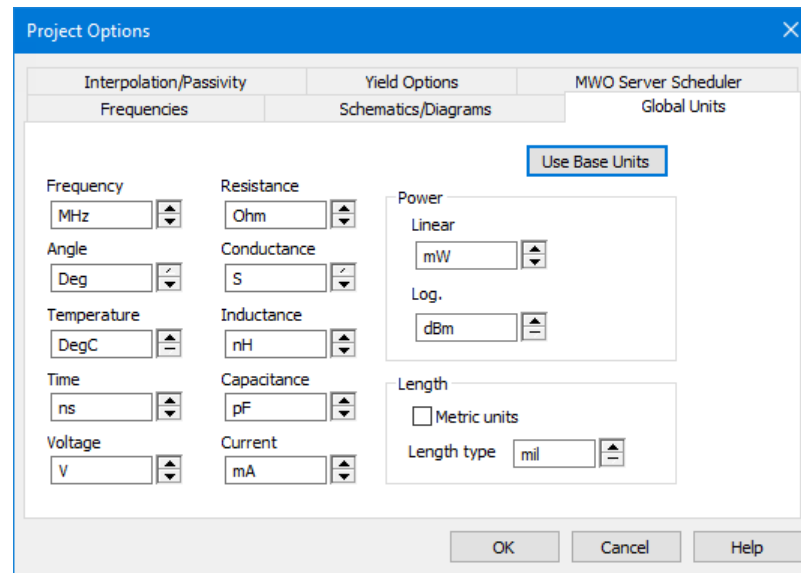 Project Options
Interpolation/Passivity Yield Options MWO Server Scheduler
Frequencies Schematics/Diagrams Global Units
Use Base Units
Frequency
MHz
Angle
Deg
Temperature
DegC
Time
ns
Voltage
V
Resistance
Ohm
Conductance
S
Inductance
nH
Capacitance
pF
Current
mA
Power
Linear
mW
Log.
dBm
Length
Metric units
Length type mil
OK Cancel Help